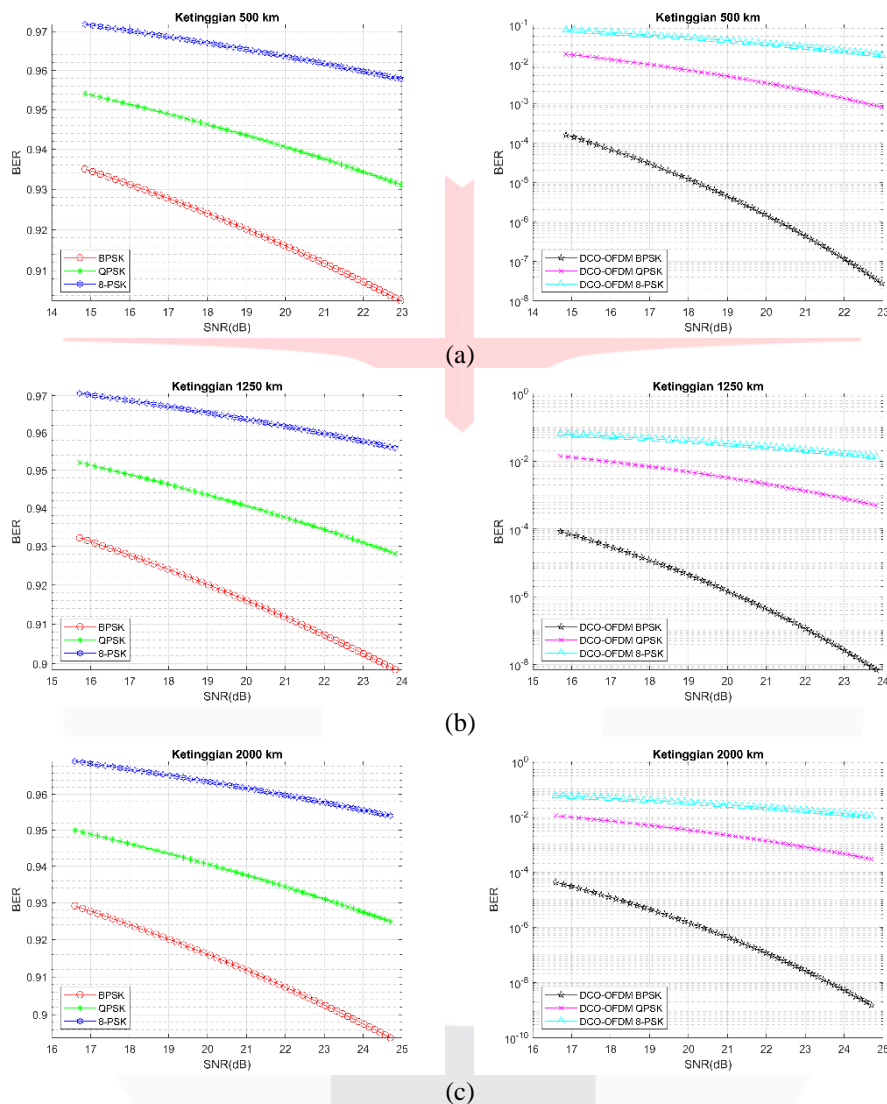 Ketinggian 500 km
0.97
0.96
0.95
0.94
0.93
0.92
0.91
BER
BPSK
QPSK
8-PSK
14 15 16 17 18 19 20 21 22 23
SNR(dB)
Ketinggian 500 km
10-1
10-2
10-3
10-4
10-5
10-6
10-7
10-8
BER
DCO-OFDM BPSK
DCO-OFDM QPSK
DCO-OFDM 8-PSK
14 15 16 17 18 19 20 21 22 23
SNR(dB)
(a)
Ketinggian 1250 km
0.97
0.96
0.95
0.94
0.93
0.92
0.91
0.9
BER
BPSK
QPSK
8-PSK
15 16 17 18 19 20 21 22 23 24
SNR(dB)
Ketinggian 1250 km
100
10-2
10-4
10-6
10-8
BER
DCO-OFDM BPSK
DCO-OFDM QPSK
DCO-OFDM 8-PSK
15 16 17 18 19 20 21 22 23 24
SNR(dB)
(b)
Ketinggian 2000 km
0.96
0.95
0.94
0.93
0.92
0.91
0.9
BER
BPSK
QPSK
8-PSK
16 17 18 19 20 21 22 23 24 25
SNR(dB)
Ketinggian 2000 km
100
10-2
10-4
10-6
10-8
10-10
BER
DCO-OFDM BPSK
DCO-OFDM QPSK
DCO-OFDM 8-PSK
16 17 18 19 20 21 22 23 24 25
SNR(dB)
(c)